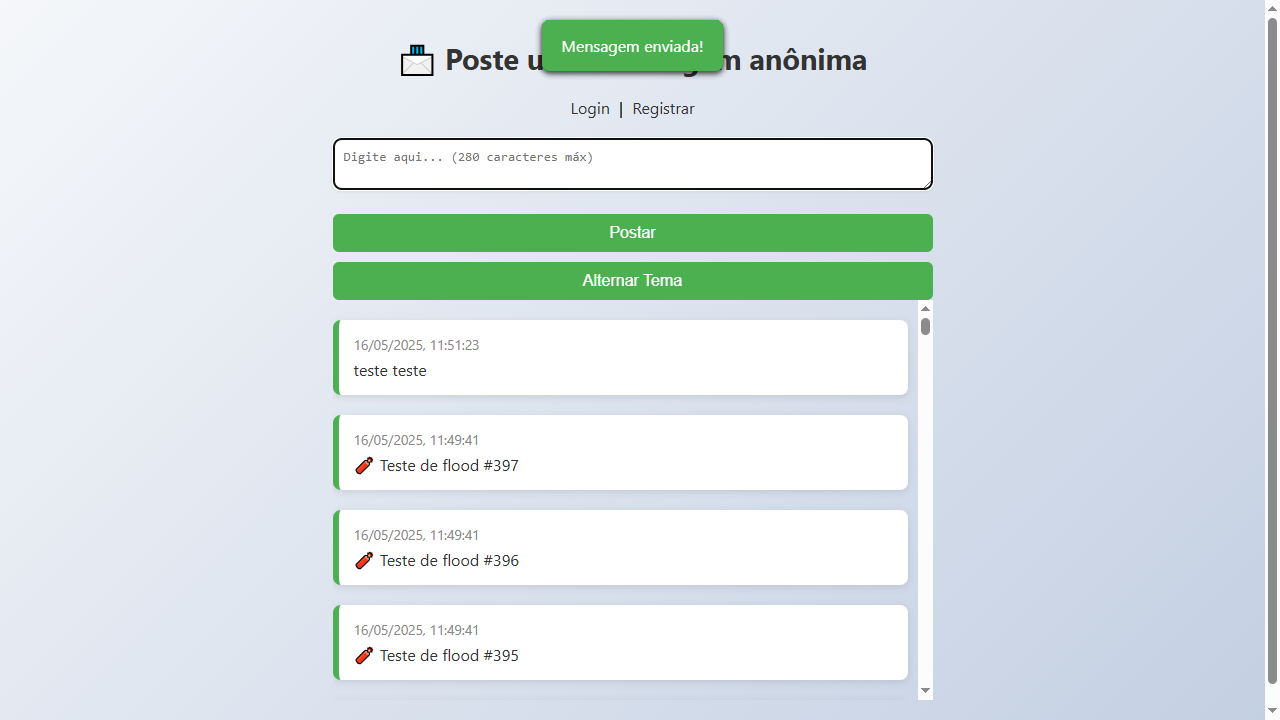 Mensagem enviada!
Poste u m anônima
Login | Registrar
Digite aqui... (280 caracteres máx)
Postar
Alternar Tema
16/05/2025, 11:51:23
teste teste
16/05/2025, 11:49:41
🧨 Teste de flood #397
16/05/2025, 11:49:41
🧨 Teste de flood #396
16/05/2025, 11:49:41
🧨 Teste de flood #395